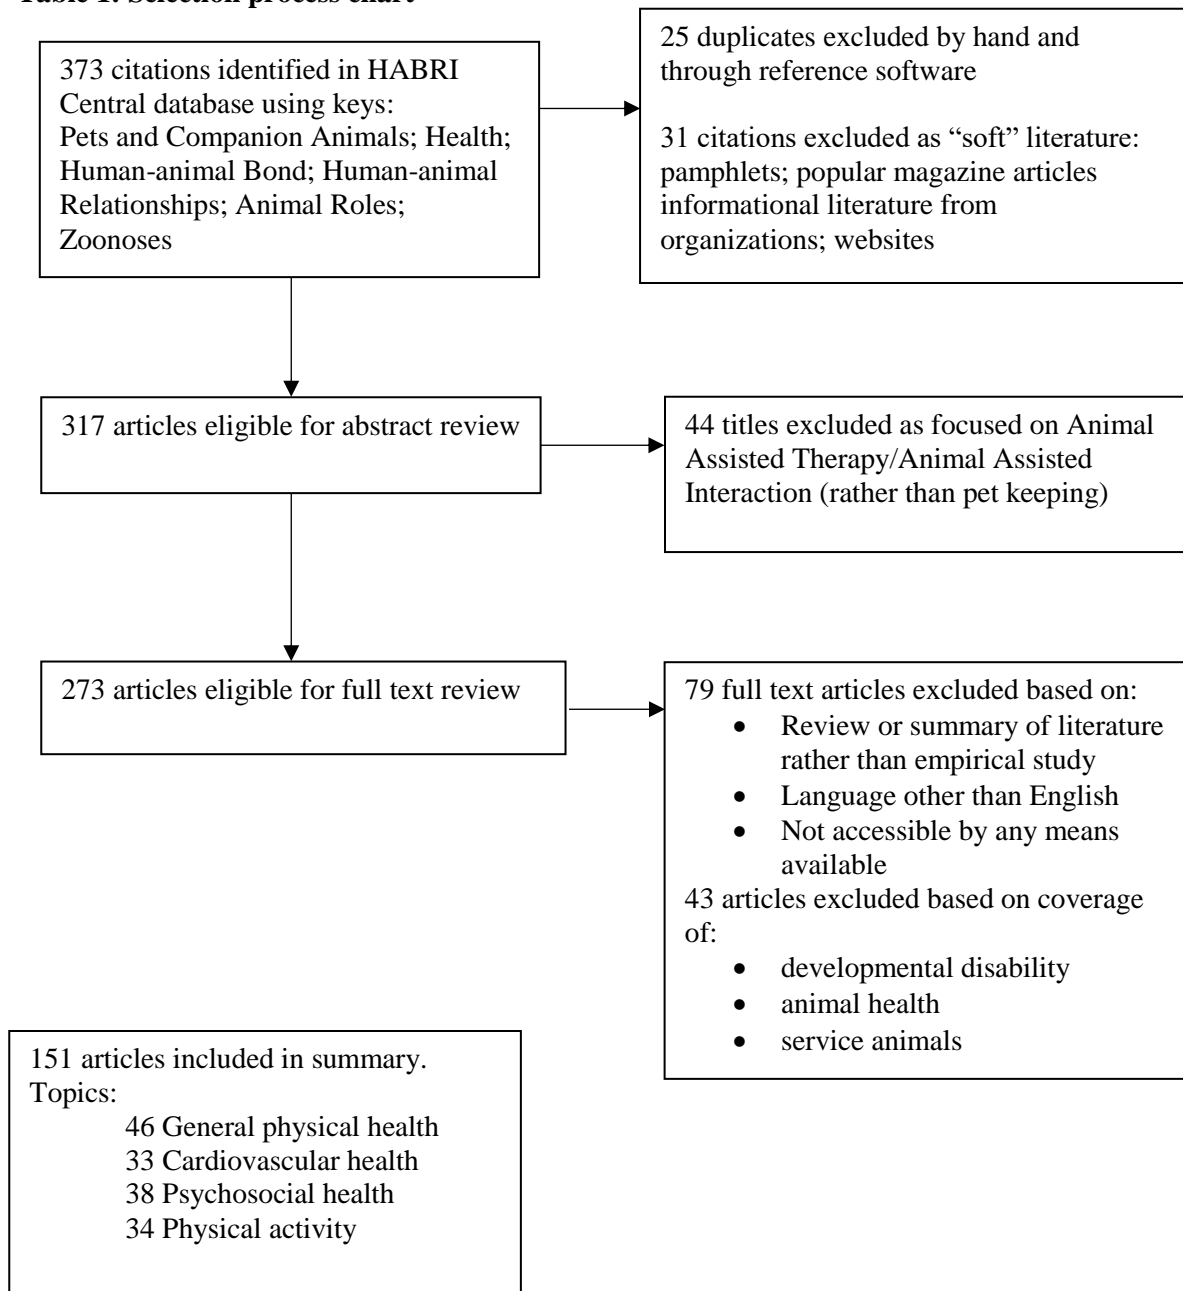 Table 1: Selection process chart
373 citations identified in HABRI
Central database using keys:
Pets and Companion Animals; Health;
Human-animal Bond; Human-animal
Relationships; Animal Roles;
Zoonoses
25 duplicates excluded by hand and
through reference software
31 citations excluded as “soft” literature:
pamphlets; popular magazine articles
informational literature from
organizations; websites
317 articles eligible for abstract review
44 titles excluded as focused on Animal
Assisted Therapy/Animal Assisted
Interaction (rather than pet keeping)
273 articles eligible for full text review
79 full text articles excluded based on:
• Review or summary of literature
rather than empirical study
• Language other than English
• Not accessible by any means
available
43 articles excluded based on coverage
of:
• developmental disability
• animal health
• service animals
151 articles included in summary.
Topics:
46 General physical health
33 Cardiovascular health
38 Psychosocial health
34 Physical activity